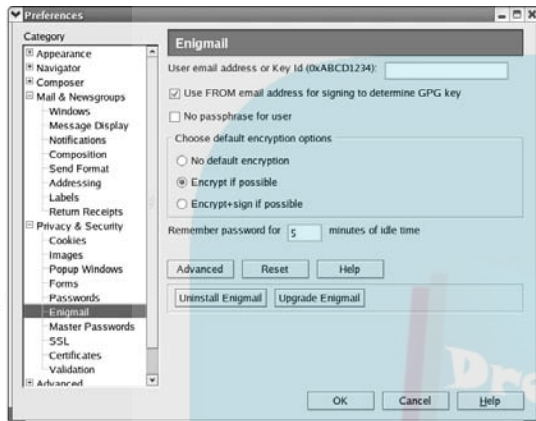 Preferences
Category
Appearance
Navigator
Composer
Mail & Newsgroups
Windows
Message Display
Notifications
Composition
Send Format
Addressing
Labels
Return Receipts
Privacy & Security
Cookies
Images
Popup Windows
Forms
Passwords
Enigmail
Master Passwords
SSL
Certificates
Validation
Advanced
Enigmail
User email address or Key Id (0xABCD1234):
Use FROM email address for signing to determine GPG key
No passphrase for user
Choose default encryption options
No default encryption
Encrypt if possible
Encrypt+sign if possible
Remember password for 5 minutes of idle time
Advanced Reset Help
Uninstall Enigmail Upgrade Enigmail
OK Cancel Help